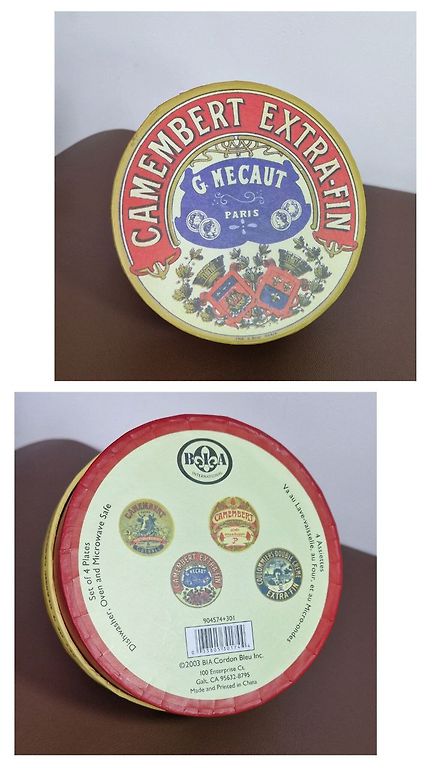 CAMEMBERT EXTRA-FIN
G. MECAUT
PARIS
BIA
INTERNATIONAL
Set of 4 Plates
Dishwasher, Oven and Microwave Safe
4 Assiettes
Va au Lave-vaisselle, au Four, et au Micro-ondes
CAMEMBERT
CAMEMBERT
CAMEMBERT EXTRA-FIN
COULOMMIERS DOUBLE CREME
EXTRA FIN
904574+301
©2003 BIA Cordon Bleu Inc.
100 Enterprise Ct.
Galt, CA 95632-8795
Made and Printed in China